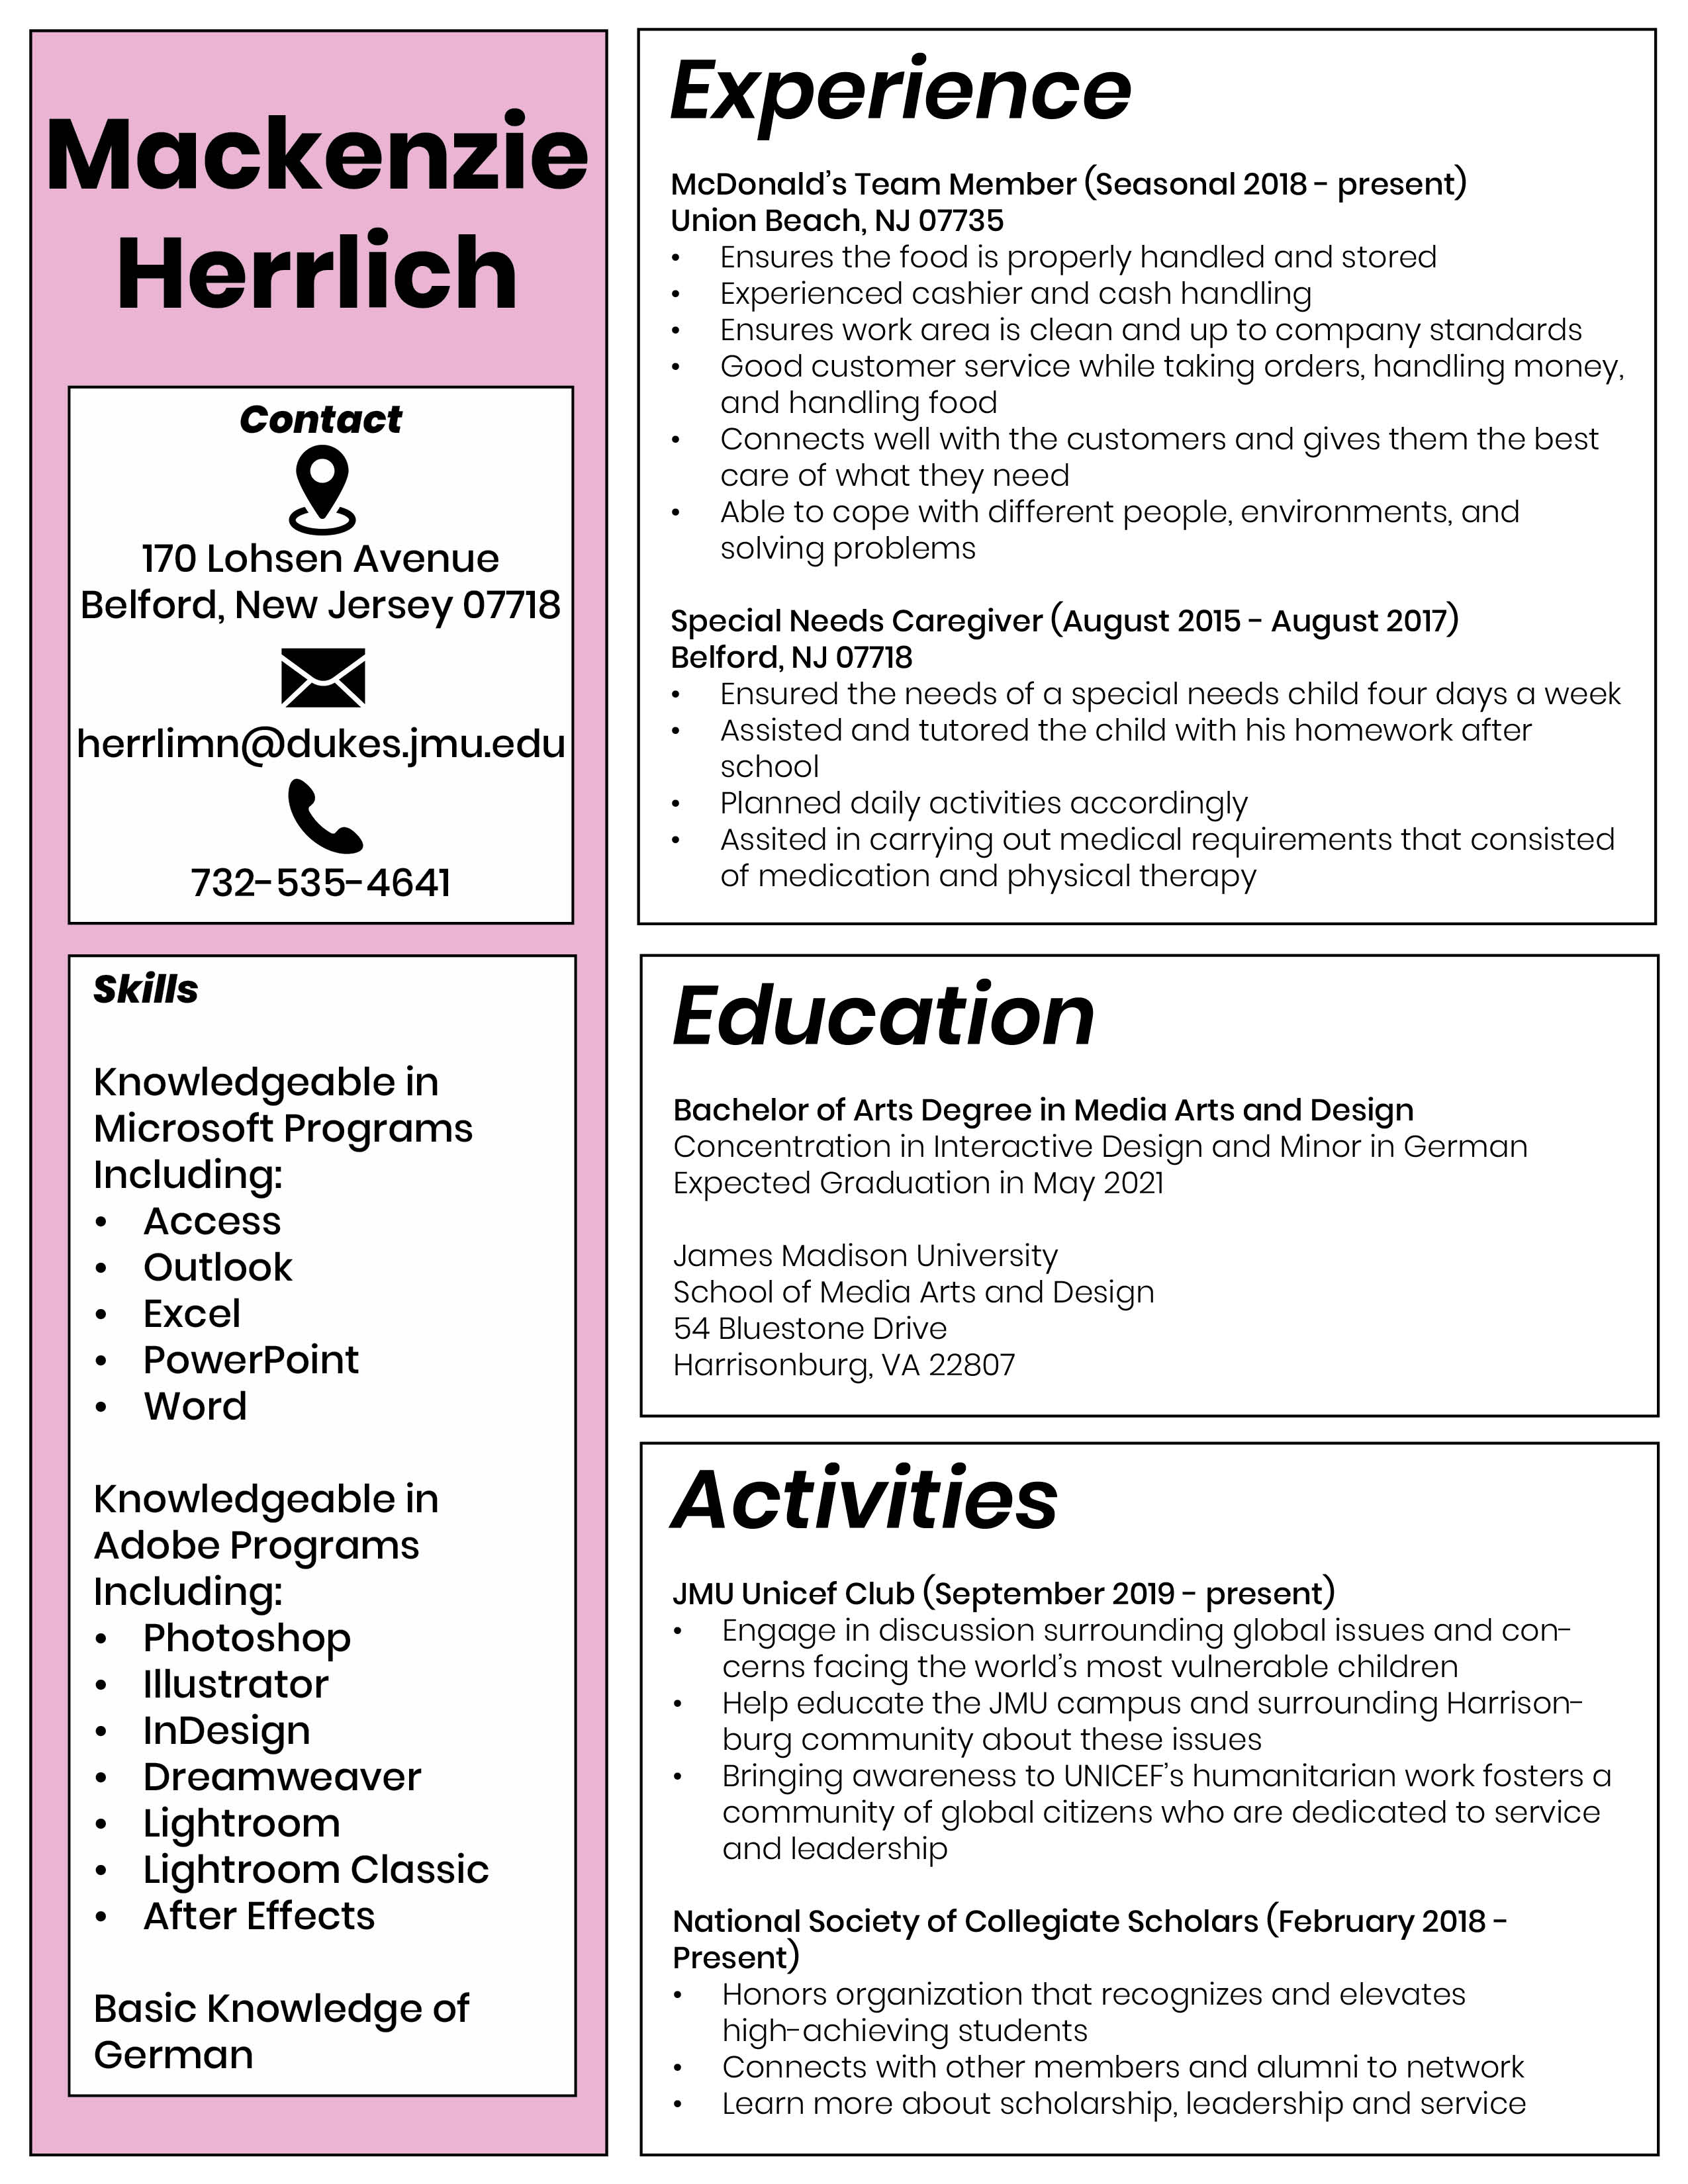 Mackenzie
Herrlich
Contact
170 Lohsen Avenue
Belford, New Jersey 07718
herrlimn@dukes.jmu.edu
732-535-4641
Skills
Knowledgeable in
Microsoft Programs
Including:
• Access
• Outlook
• Excel
• PowerPoint
• Word
Knowledgeable in
Adobe Programs
Including:
• Photoshop
• Illustrator
• InDesign
• Dreamweaver
• Lightroom
• Lightroom Classic
• After Effects
Basic Knowledge of
German
Experience
McDonald's Team Member (Seasonal 2018 - present)
Union Beach, NJ 07735
• Ensures the food is properly handled and stored
• Experienced cashier and cash handling
• Ensures work area is clean and up to company standards
• Good customer service while taking orders, handling money,
and handling food
• Connects well with the customers and gives them the best
care of what they need
• Able to cope with different people, environments, and
solving problems
Special Needs Caregiver (August 2015 - August 2017)
Belford, NJ 07718
• Ensured the needs of a special needs child four days a week
• Assisted and tutored the child with his homework after
school
• Planned daily activities accordingly
• Assited in carrying out medical requirements that consisted
of medication and physical therapy
Education
Bachelor of Arts Degree in Media Arts and Design
Concentration in Interactive Design and Minor in German
Expected Graduation in May 2021
James Madison University
School of Media Arts and Design
54 Bluestone Drive
Harrisonburg, VA 22807
Activities
JMU Unicef Club (September 2019 - present)
• Engage in discussion surrounding global issues and con-
cerns facing the world's most vulnerable children
• Help educate the JMU campus and surrounding Harrison-
burg community about these issues
• Bringing awareness to UNICEF's humanitarian work fosters a
community of global citizens who are dedicated to service
and leadership
National Society of Collegiate Scholars (February 2018 -
Present)
• Honors organization that recognizes and elevates
high-achieving students
• Connects with other members and alumni to network
• Learn more about scholarship, leadership and service